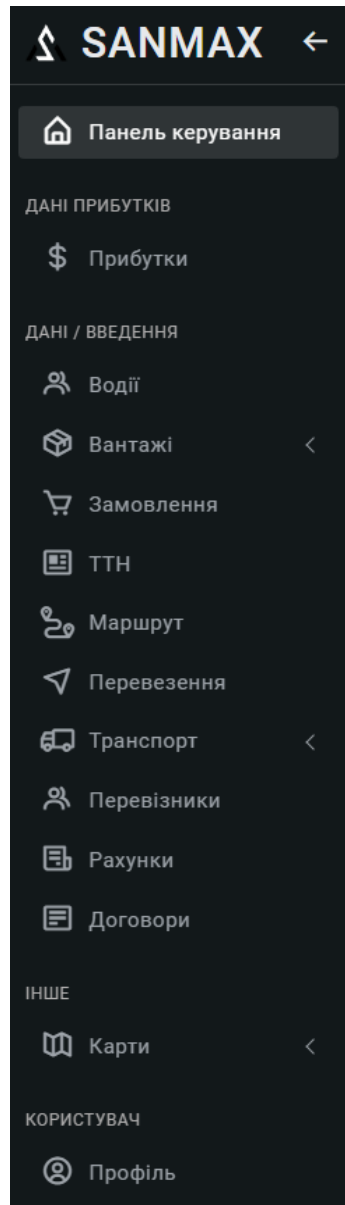 SANMAX
Панель керування
ДАНІ ПРИБУТКІВ
Прибутки
ДАНІ / ВВЕДЕННЯ
Водії
Вантажі
Замовлення
ТТН
Маршрут
Перевезення
Транспорт
Перевізники
Рахунки
Договори
ІНШЕ
Карти
КОРИСТУВАЧ
Профіль